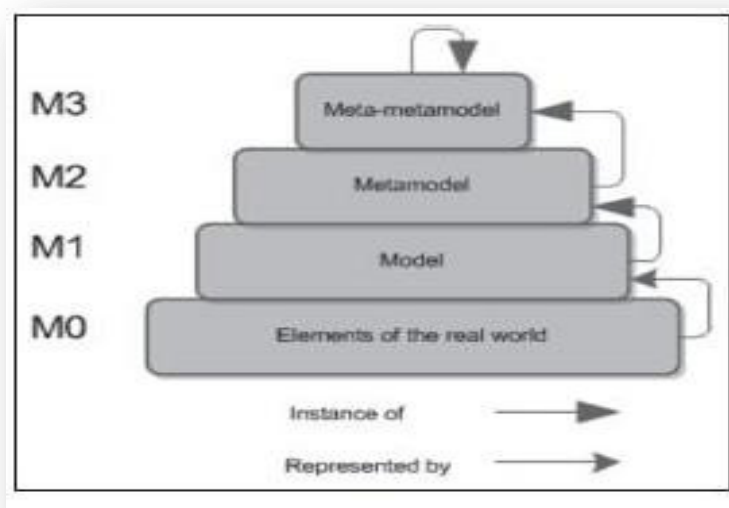 M3 Meta-metamodel
M2 Metamodel
M1 Model
M0 Elements of the real world
Instance of
Represented by